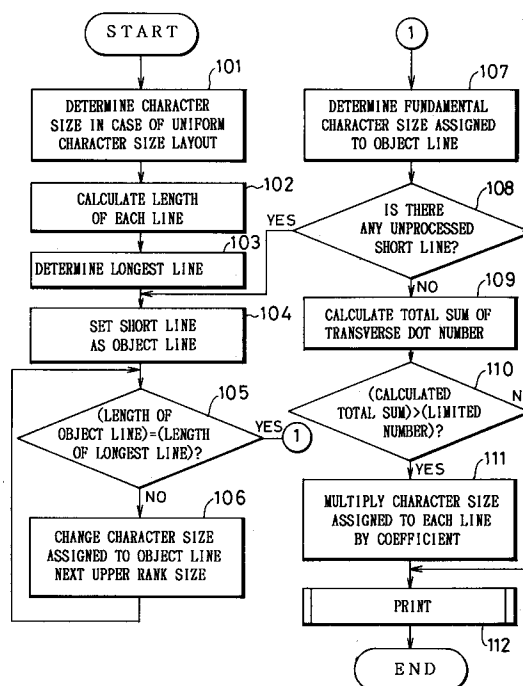 START
101
DETERMINE CHARACTER
SIZE IN CASE OF UNIFORM
CHARACTER SIZE LAYOUT
102
CALCULATE LENGTH
OF EACH LINE
103
DETERMINE LONGEST LINE
104
SET SHORT LINE
AS OBJECT LINE
105
(LENGTH OF
OBJECT LINE)=(LENGTH
OF LONGEST LINE)?
YES
1
NO
106
CHANGE CHARACTER SIZE
ASSIGNED TO OBJECT LINE
NEXT UPPER RANK SIZE
1
107
DETERMINE FUNDAMENTAL
CHARACTER SIZE ASSIGNED
TO OBJECT LINE
108
YES
IS THERE
ANY UNPROCESSED
SHORT LINE?
NO
109
CALCULATE TOTAL SUM OF
TRANSVERSE DOT NUMBER
110
(CALCULATED
TOTAL SUM)>(LIMITED
NUMBER)?
N
YES
111
MULTIPLY CHARACTER SIZE
ASSIGNED TO EACH LINE
BY COEFFICIENT
PRINT
112
END